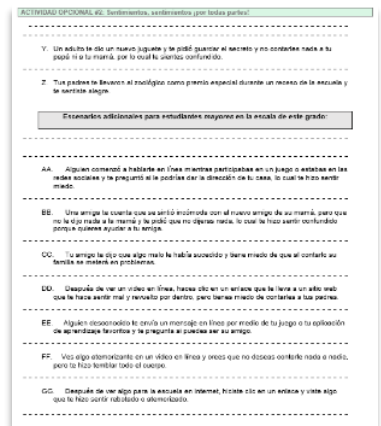 ACTIVIDAD OPCIONAL #2. Sentimientos, sentimientos ¡por todas partes!
Y. Un adulto te dio un nuevo juguete y te pidió guardar el secreto y no contarles nada a tu
papá ni a tu mamá, por lo cual te sientes confundido.
Z. Tus padres te llevaron al zoológico como premio especial durante un receso de la escuela y
te sentiste alegre.
Escenarios adicionales para estudiantes mayores en la escala de este grado:
AA. Alguien comenzó a hablarte en línea mientras participabas en un juego o estabas en las
redes sociales y te preguntó si le podrías dar la dirección de tu casa, lo cual te hizo sentir
miedo.
BB. Una amiga te cuenta que se sintió incómoda con el nuevo amigo de su mamá, pero que
no le dijo nada a la mamá y te pidió que no dijeras nada, lo cual te hizo sentir confundido
porque quieres ayudar a tu amiga.
CC. Tu amigo te dijo que algo malo le había sucedido y tiene miedo de que al contarlo su
familia se meterá en problemas.
DD. Después de ver un video en línea, haces clic en un enlace que te lleva a un sitio web
que te hace sentir mal y revuelto por dentro, pero tienes miedo de contarles a tus padres.
EE. Alguien desconocido te envía un mensaje en línea por medio de tu juego o tu aplicación
de aprendizaje favoritos y te pregunta si puedes ser su amigo.
FF. Ves algo atemorizante en un video en línea y crees que no deseas contarle nada a nadie,
pero te hizo temblar todo el cuerpo.
GG. Después de ver algo para la escuela en internet, hiciste clic en un enlace y viste algo
que te hizo sentir rabotado o atemorizado.